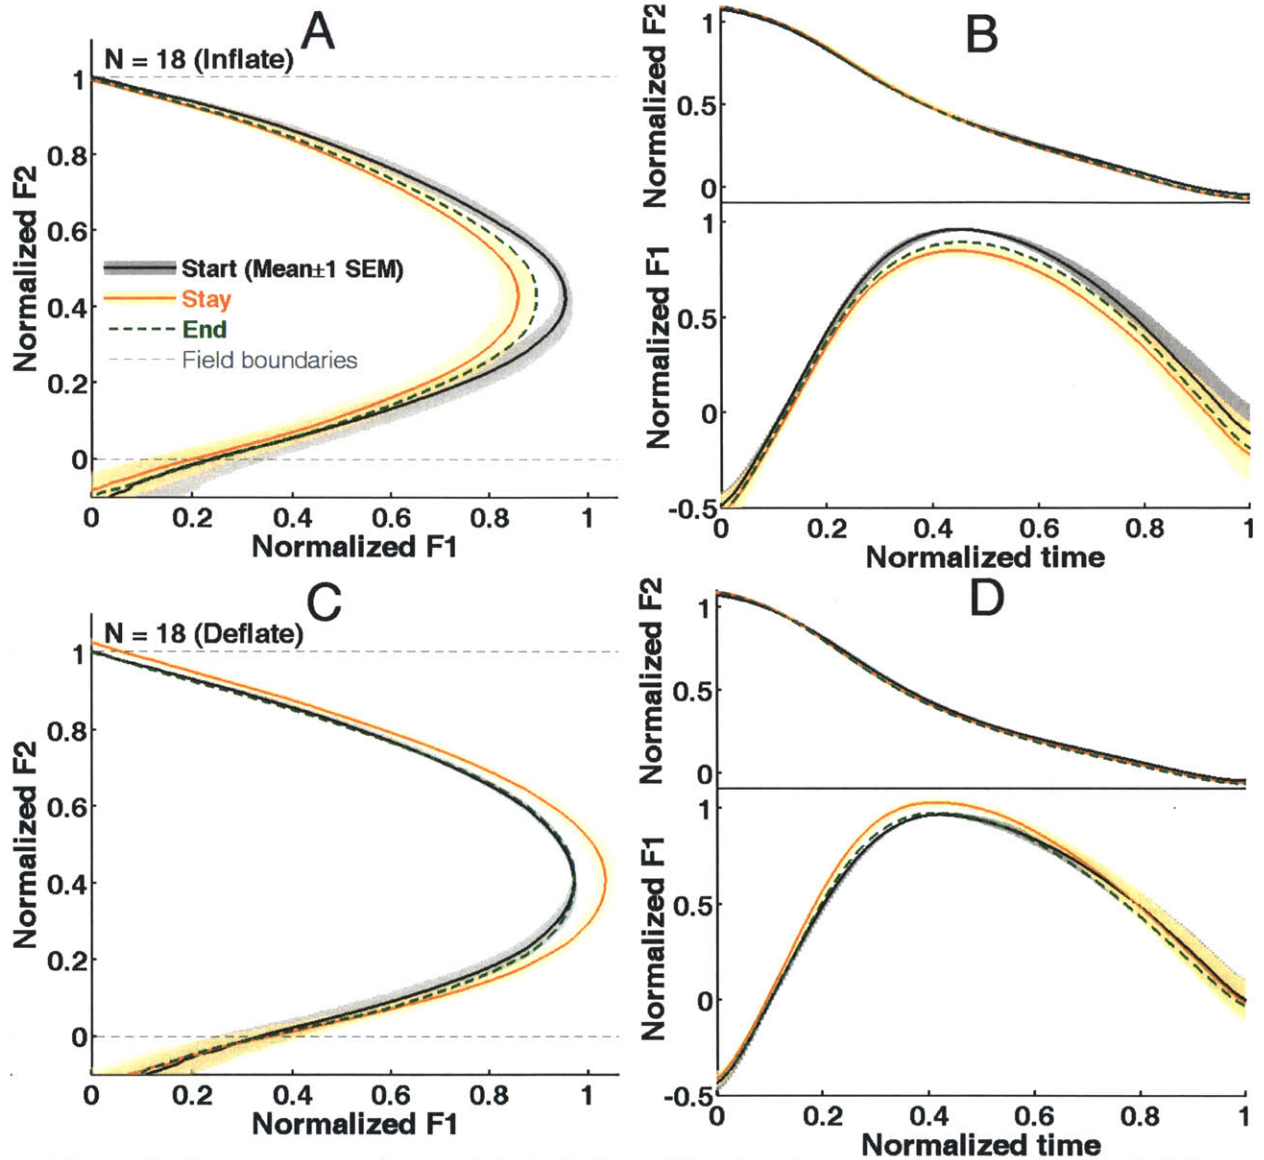 A
N = 18 (Inflate)
Normalized F2
1
0.8
0.6
0.4
0.2
0
Start (Mean±1 SEM)
Stay
End
Field boundaries
0 0.2 0.4 0.6 0.8 1
Normalized F1
B
Normalized F2
1
0.5
0
Normalized F1
1
0.5
0
-0.5
0 0.2 0.4 0.6 0.8 1
Normalized time
C
N = 18 (Deflate)
Normalized F2
1
0.8
0.6
0.4
0.2
0
0 0.2 0.4 0.6 0.8 1
Normalized F1
D
Normalized F2
1
0.5
0
Normalized F1
1
0.5
0
-0.5
0 0.2 0.4 0.6 0.8 1
Normalized time